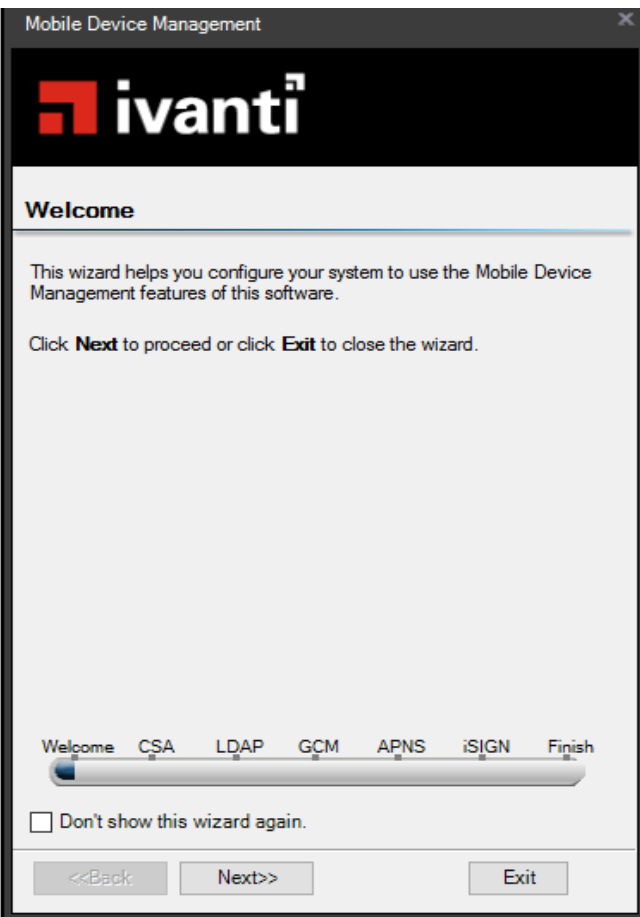 Mobile Device Management
ivanti
Welcome
This wizard helps you configure your system to use the Mobile Device
Management features of this software.
Click Next to proceed or click Exit to close the wizard.
Welcome CSA LDAP GCM APNS iSIGN Finish
Don't show this wizard again.
<<Back Next>> Exit